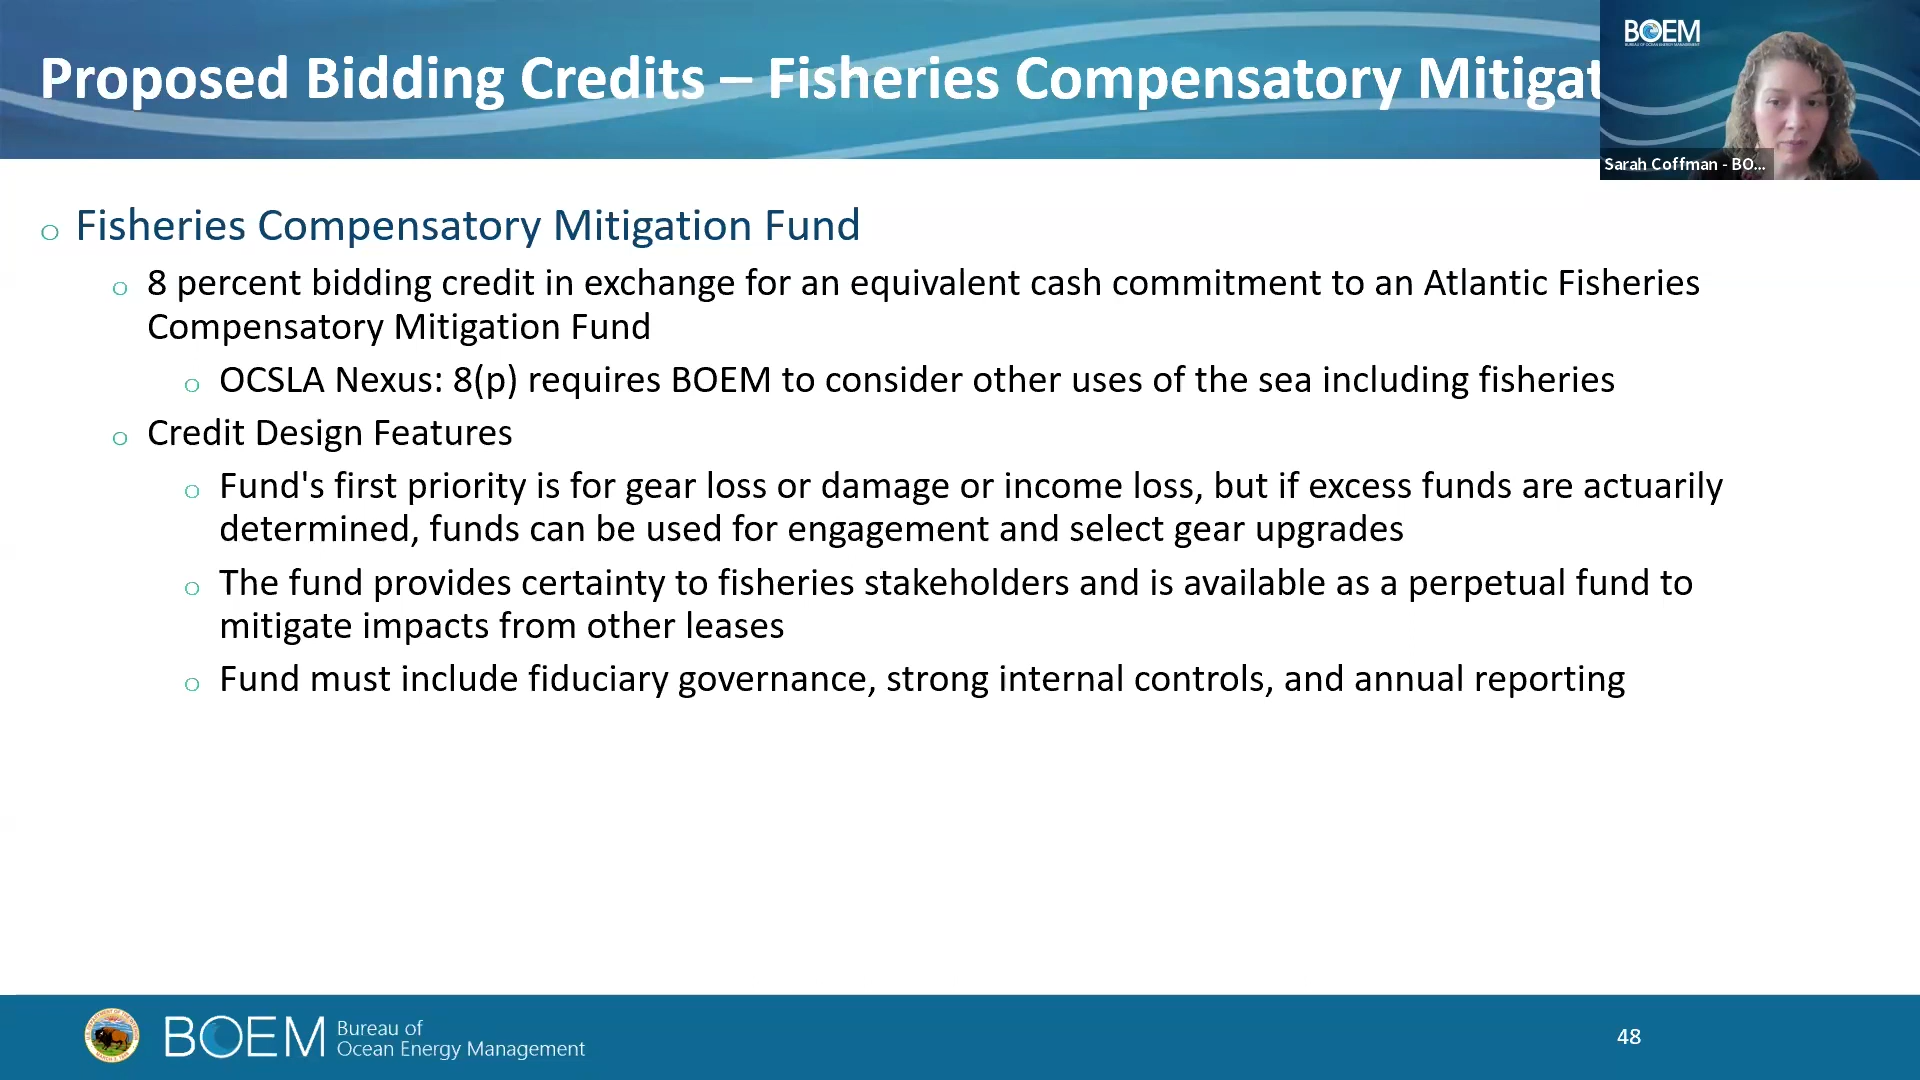 Proposed Bidding Credits – Fisheries Compensatory Mitigat
BOEM
BUREAU OF OCEAN ENERGY MANAGEMENT
Sarah Coffman - BO...
o Fisheries Compensatory Mitigation Fund
o 8 percent bidding credit in exchange for an equivalent cash commitment to an Atlantic Fisheries
Compensatory Mitigation Fund
o OCSLA Nexus: 8(p) requires BOEM to consider other uses of the sea including fisheries
o Credit Design Features
o Fund's first priority is for gear loss or damage or income loss, but if excess funds are actuarily
determined, funds can be used for engagement and select gear upgrades
o The fund provides certainty to fisheries stakeholders and is available as a perpetual fund to
mitigate impacts from other leases
o Fund must include fiduciary governance, strong internal controls, and annual reporting
BOEM
Bureau of
Ocean Energy Management
48